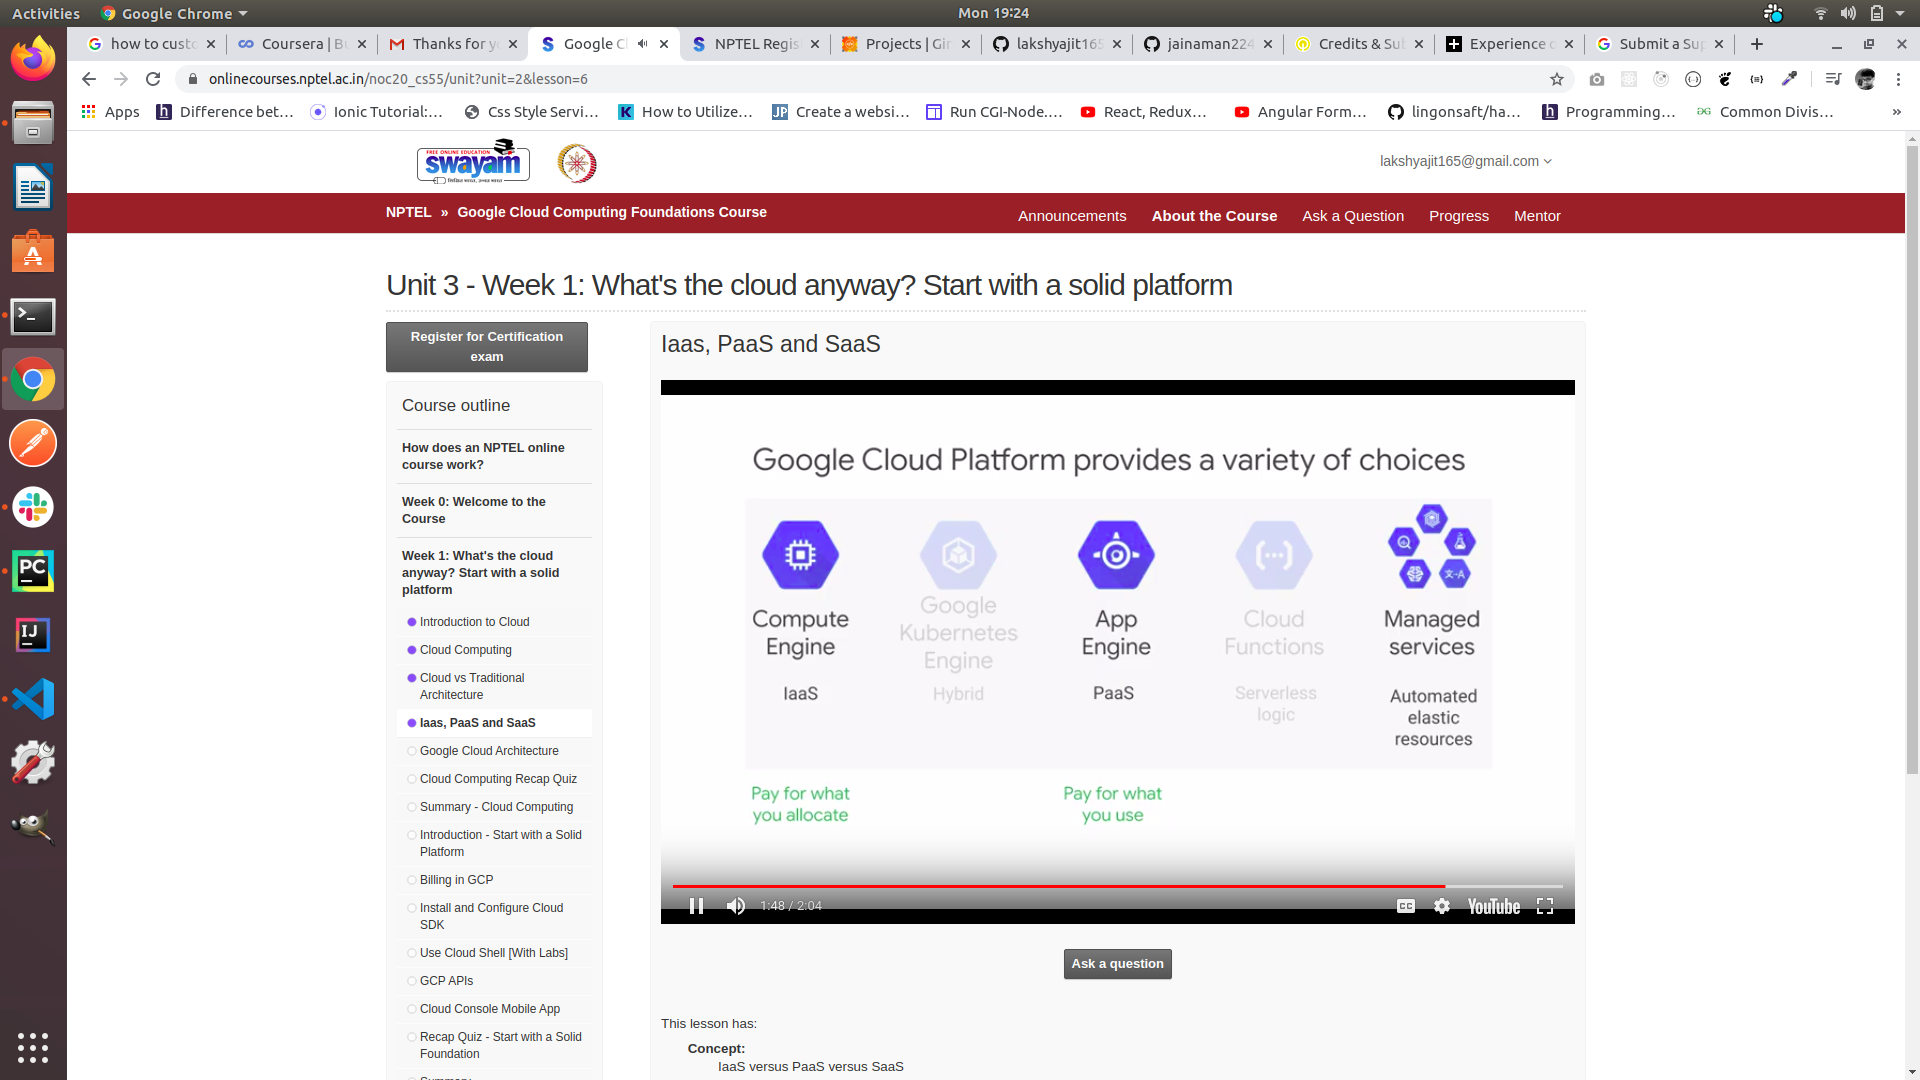 Activities
Google Chrome
Mon 19:24
how to custo
Coursera | Bu
Thanks for yo
Google Cl
NPTEL Regis
Projects | Gir
lakshyajit165
jainaman224
Credits & Sub
Experience c
Submit a Sup
onlinecourses.nptel.ac.in/noc20_cs55/unit?unit=2&lesson=6
Apps
Difference bet…
Ionic Tutorial:…
Css Style Servi…
How to Utilize…
Create a websi…
Run CGI-Node.…
React, Redux…
Angular Form…
lingonsaft/ha…
Programming…
Common Divis…
»
FREE ONLINE EDUCATION
swayam
शिक्षित भारत, उन्नत भारत
lakshyajit165@gmail.com
NPTEL » Google Cloud Computing Foundations Course
Announcements
About the Course
Ask a Question
Progress
Mentor
Unit 3 - Week 1: What's the cloud anyway? Start with a solid platform
Register for Certification
exam
Course outline
How does an NPTEL online
course work?
Week 0: Welcome to the
Course
Week 1: What's the cloud
anyway? Start with a solid
platform
Introduction to Cloud
Cloud Computing
Cloud vs Traditional
Architecture
Iaas, PaaS and SaaS
Google Cloud Architecture
Cloud Computing Recap Quiz
Summary - Cloud Computing
Introduction - Start with a Solid
Platform
Billing in GCP
Install and Configure Cloud
SDK
Use Cloud Shell [With Labs]
GCP APIs
Cloud Console Mobile App
Recap Quiz - Start with a Solid
Foundation
Summary
Iaas, PaaS and SaaS
Google Cloud Platform provides a variety of choices
Compute
Engine
IaaS
Google
Kubernetes
Engine
Hybrid
App
Engine
PaaS
Cloud
Functions
Serverless
logic
Managed
services
Automated
elastic
resources
Pay for what
you allocate
Pay for what
you use
1:48 / 2:04
CC
YouTube
Ask a question
This lesson has:
Concept:
IaaS versus PaaS versus SaaS